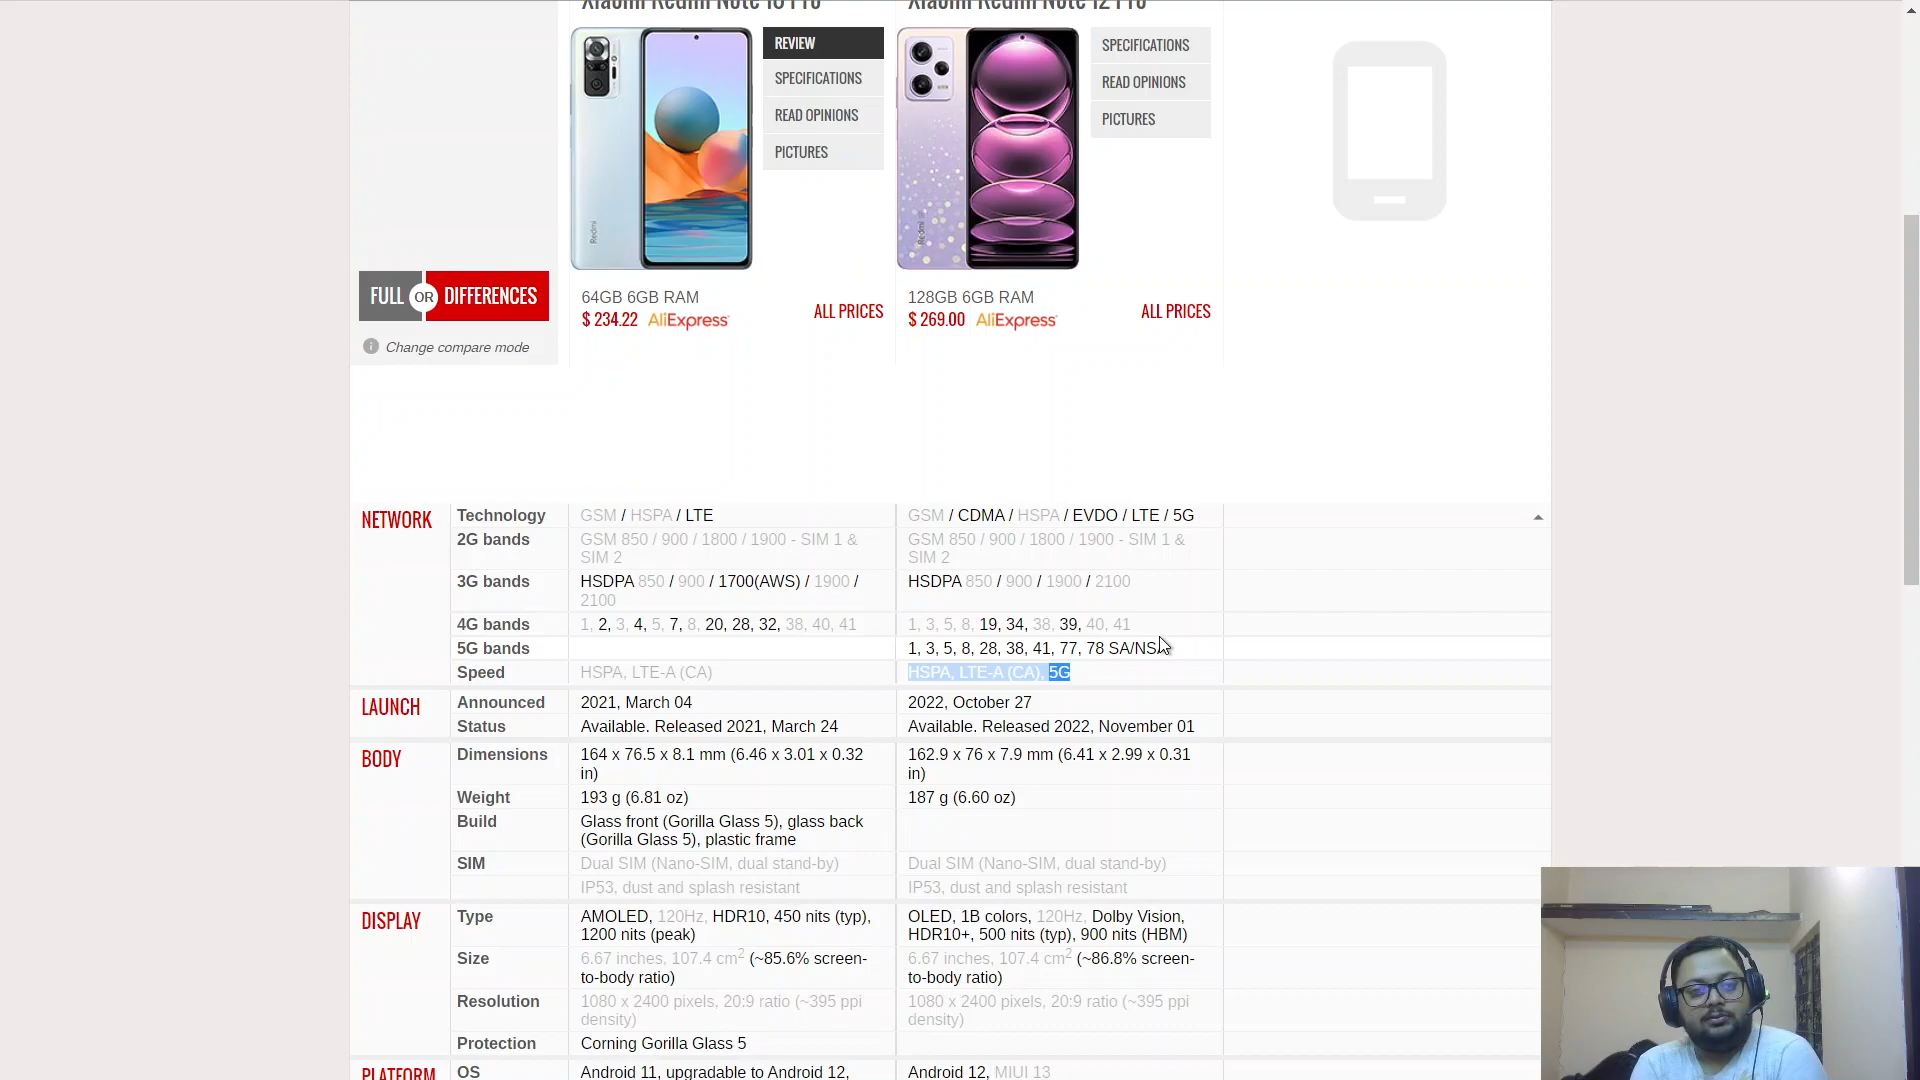 Xiaomi Redmi Note 10 Pro
Xiaomi Redmi Note 12 Pro
REVIEW
SPECIFICATIONS
READ OPINIONS
PICTURES
SPECIFICATIONS
READ OPINIONS
PICTURES
Redmi
Redmi
FULL OR DIFFERENCES
Change compare mode
64GB 6GB RAM
$ 234.22 AliExpress
ALL PRICES
128GB 6GB RAM
$ 269.00 AliExpress
ALL PRICES
NETWORK
Technology GSM / HSPA / LTE GSM / CDMA / HSPA / EVDO / LTE / 5G
2G bands GSM 850 / 900 / 1800 / 1900 - SIM 1 & GSM 850 / 900 / 1800 / 1900 - SIM 1 &
SIM 2 SIM 2
3G bands HSDPA 850 / 900 / 1700(AWS) / 1900 / HSDPA 850 / 900 / 1900 / 2100
2100
4G bands 1, 2, 3, 4, 5, 7, 8, 20, 28, 32, 38, 40, 41 1, 3, 5, 8, 19, 34, 38, 39, 40, 41
5G bands 1, 3, 5, 8, 28, 38, 41, 77, 78 SA/NSA
Speed HSPA, LTE-A (CA) HSPA, LTE-A (CA), 5G
LAUNCH
Announced 2021, March 04 2022, October 27
Status Available. Released 2021, March 24 Available. Released 2022, November 01
BODY
Dimensions 164 x 76.5 x 8.1 mm (6.46 x 3.01 x 0.32 162.9 x 76 x 7.9 mm (6.41 x 2.99 x 0.31
in) in)
Weight 193 g (6.81 oz) 187 g (6.60 oz)
Build Glass front (Gorilla Glass 5), glass back
(Gorilla Glass 5), plastic frame
SIM Dual SIM (Nano-SIM, dual stand-by) Dual SIM (Nano-SIM, dual stand-by)
IP53, dust and splash resistant IP53, dust and splash resistant
DISPLAY
Type AMOLED, 120Hz, HDR10, 450 nits (typ), OLED, 1B colors, 120Hz, Dolby Vision,
1200 nits (peak) HDR10+, 500 nits (typ), 900 nits (HBM)
Size 6.67 inches, 107.4 cm2 (~85.6% screen- 6.67 inches, 107.4 cm2 (~86.8% screen-
to-body ratio) to-body ratio)
Resolution 1080 x 2400 pixels, 20:9 ratio (~395 ppi 1080 x 2400 pixels, 20:9 ratio (~395 ppi
density) density)
Protection Corning Gorilla Glass 5
PLATFORM OS Android 11, upgradable to Android 12, Android 12, MIUI 13